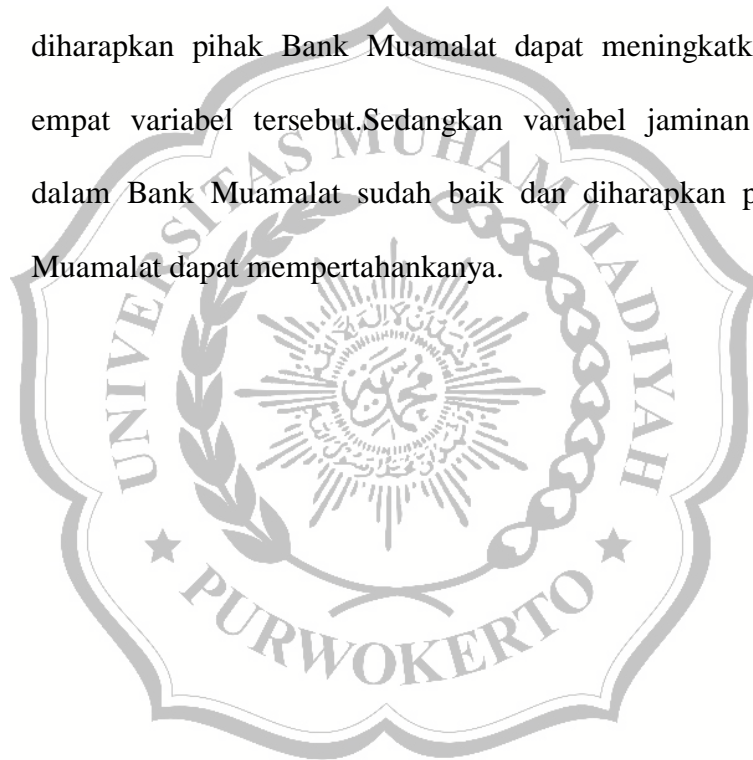 diharapkan pihak Bank Muamalat dapat meningkatk
empat variabel tersebut.Sedangkan variabel jaminan
dalam Bank Muamalat sudah baik dan diharapkan p
Muamalat dapat mempertahankanya.
UNIVERSITAS MUHAMMADIYAH
PURWOKERTO